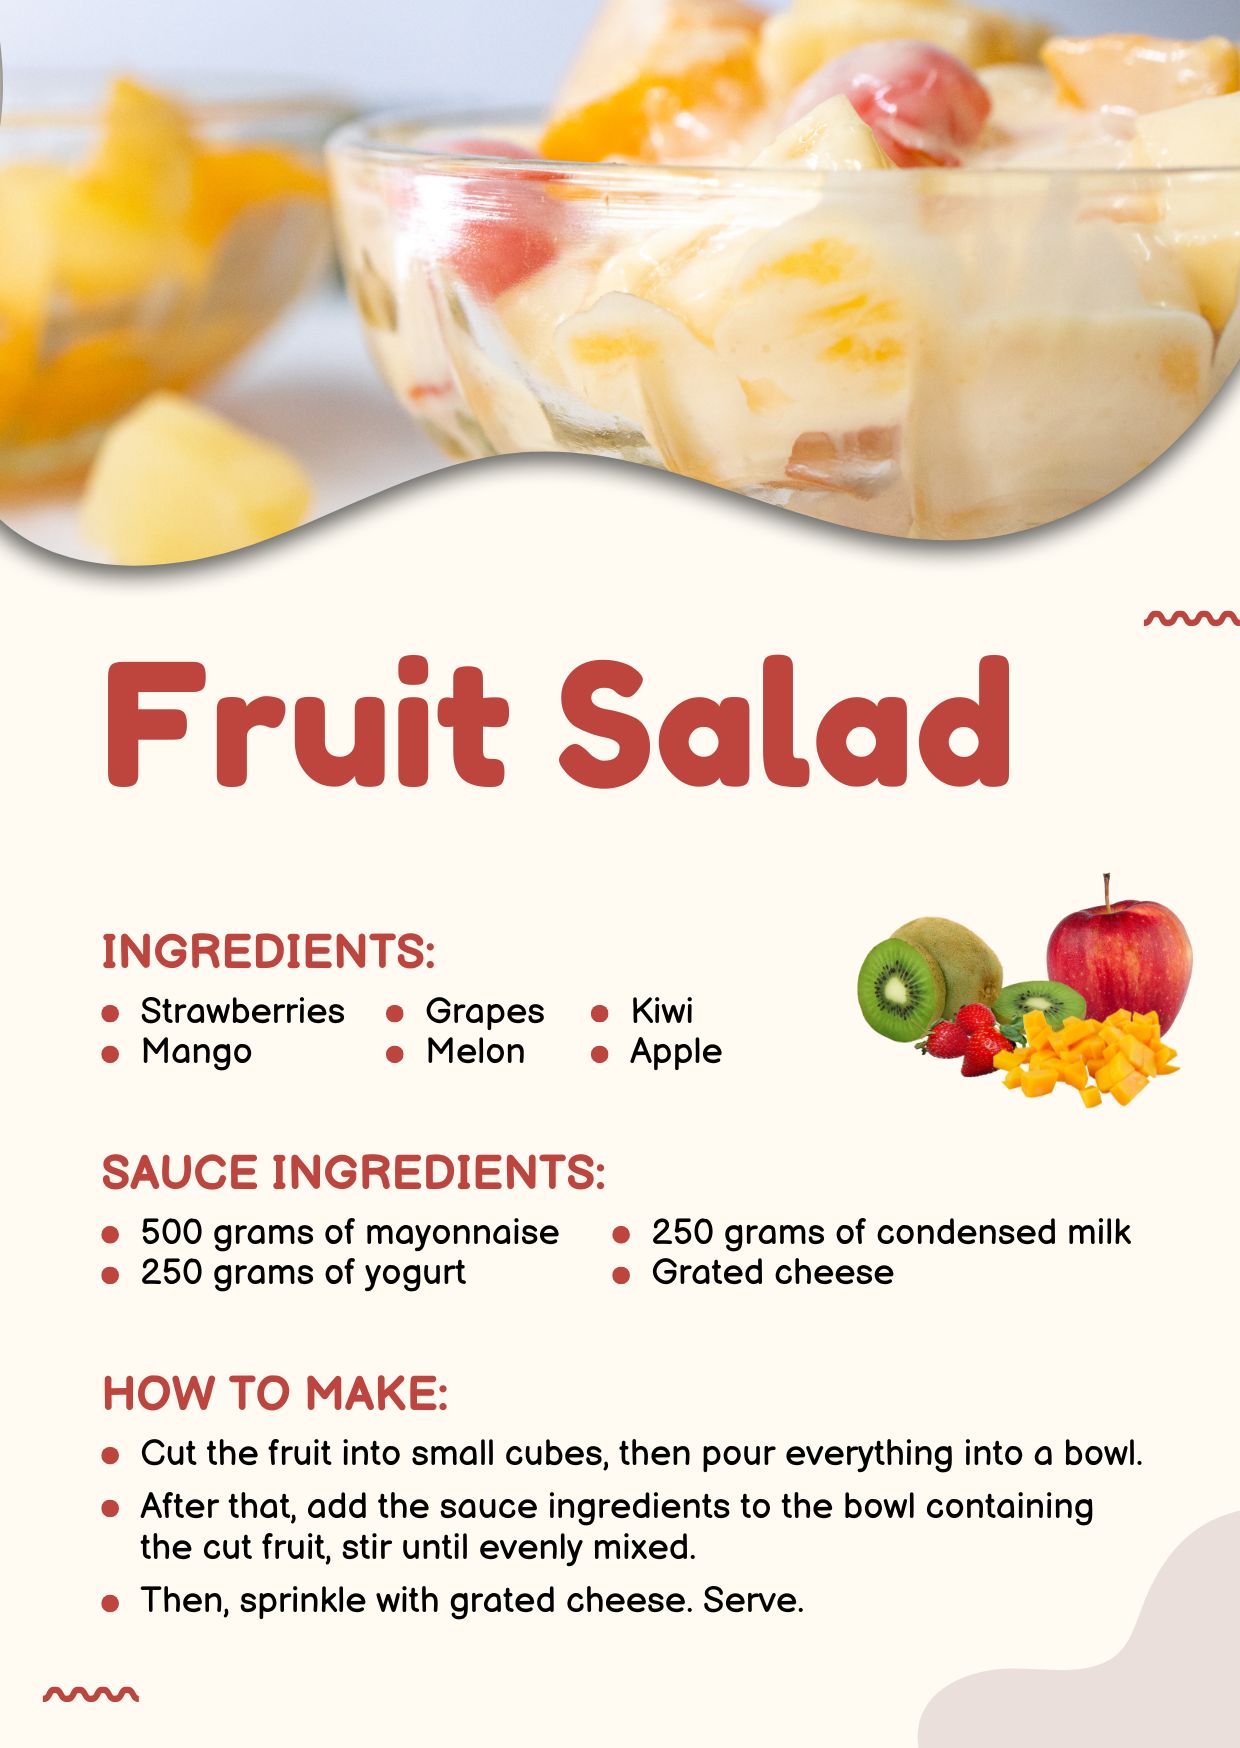 Fruit Salad
INGREDIENTS:
Strawberries
Mango
Grapes
Melon
Kiwi
Apple
SAUCE INGREDIENTS:
500 grams of mayonnaise
250 grams of yogurt
250 grams of condensed milk
Grated cheese
HOW TO MAKE:
Cut the fruit into small cubes, then pour everything into a bowl.
After that, add the sauce ingredients to the bowl containing
the cut fruit, stir until evenly mixed.
Then, sprinkle with grated cheese. Serve.